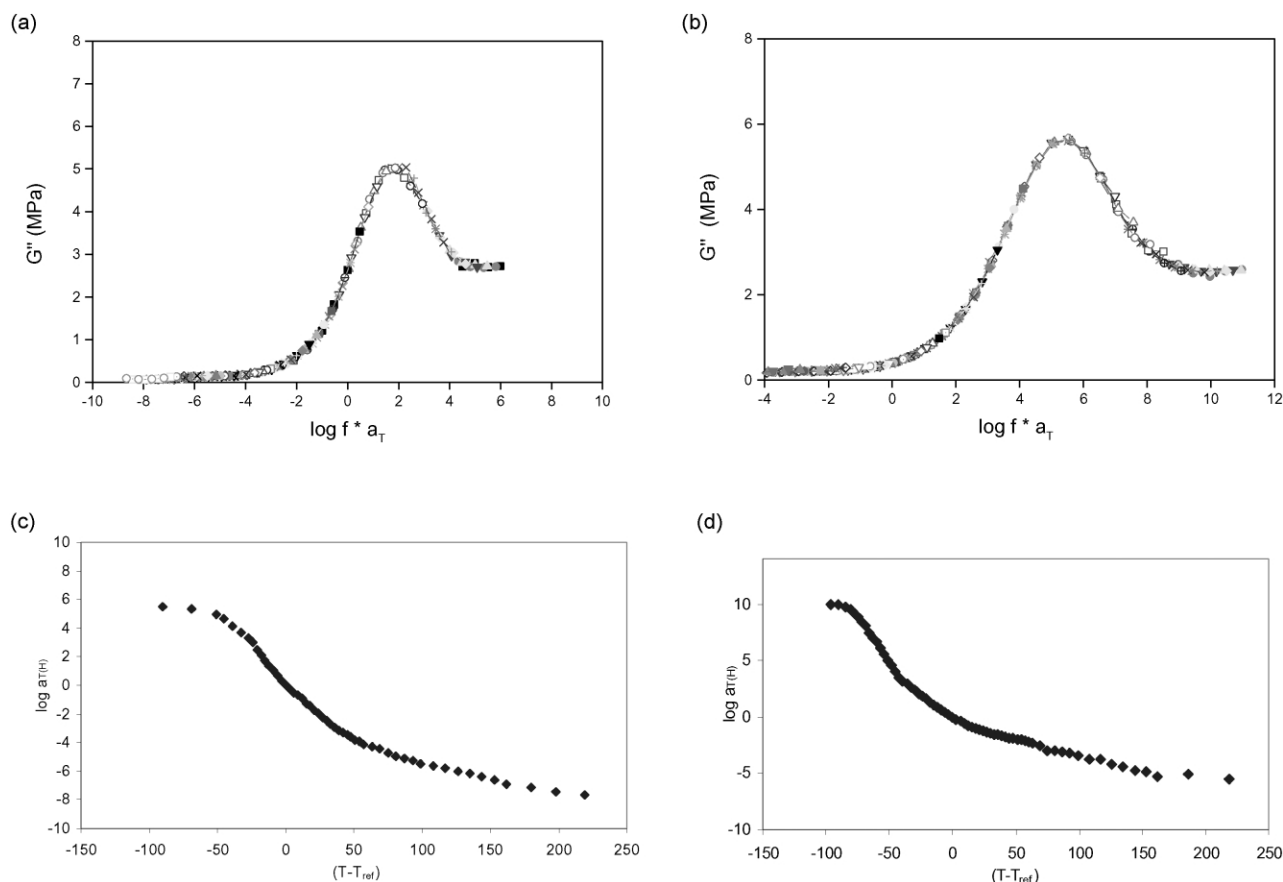 (a)
8
7
6
5
4
3
2
1
0
G'' (MPa)
-10 -8 -6 -4 -2 0 2 4 6 8 10
log f * aT
(b)
8
6
4
2
0
G'' (MPa)
-4 -2 0 2 4 6 8 10 12
log f * aT
(c)
10
8
6
4
2
0
-2
-4
-6
-8
-10
log aT(H)
-150 -100 -50 0 50 100 150 200 250
(T-Tref)
(d)
10
5
0
-5
-10
log aT(H)
-150 -100 -50 0 50 100 150 200 250
(T-Tref)